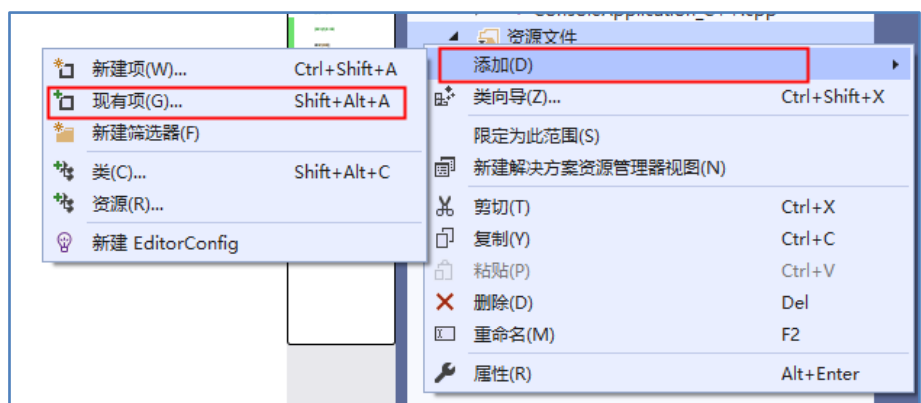 资源文件
新建项(W)... Ctrl+Shift+A
现有项(G)... Shift+Alt+A
新建筛选器(F)
类(C)... Shift+Alt+C
资源(R)...
新建 EditorConfig
添加(D)
类向导(Z)... Ctrl+Shift+X
限定为此范围(S)
新建解决方案资源管理器视图(N)
剪切(T) Ctrl+X
复制(Y) Ctrl+C
粘贴(P) Ctrl+V
删除(D) Del
重命名(M) F2
属性(R) Alt+Enter